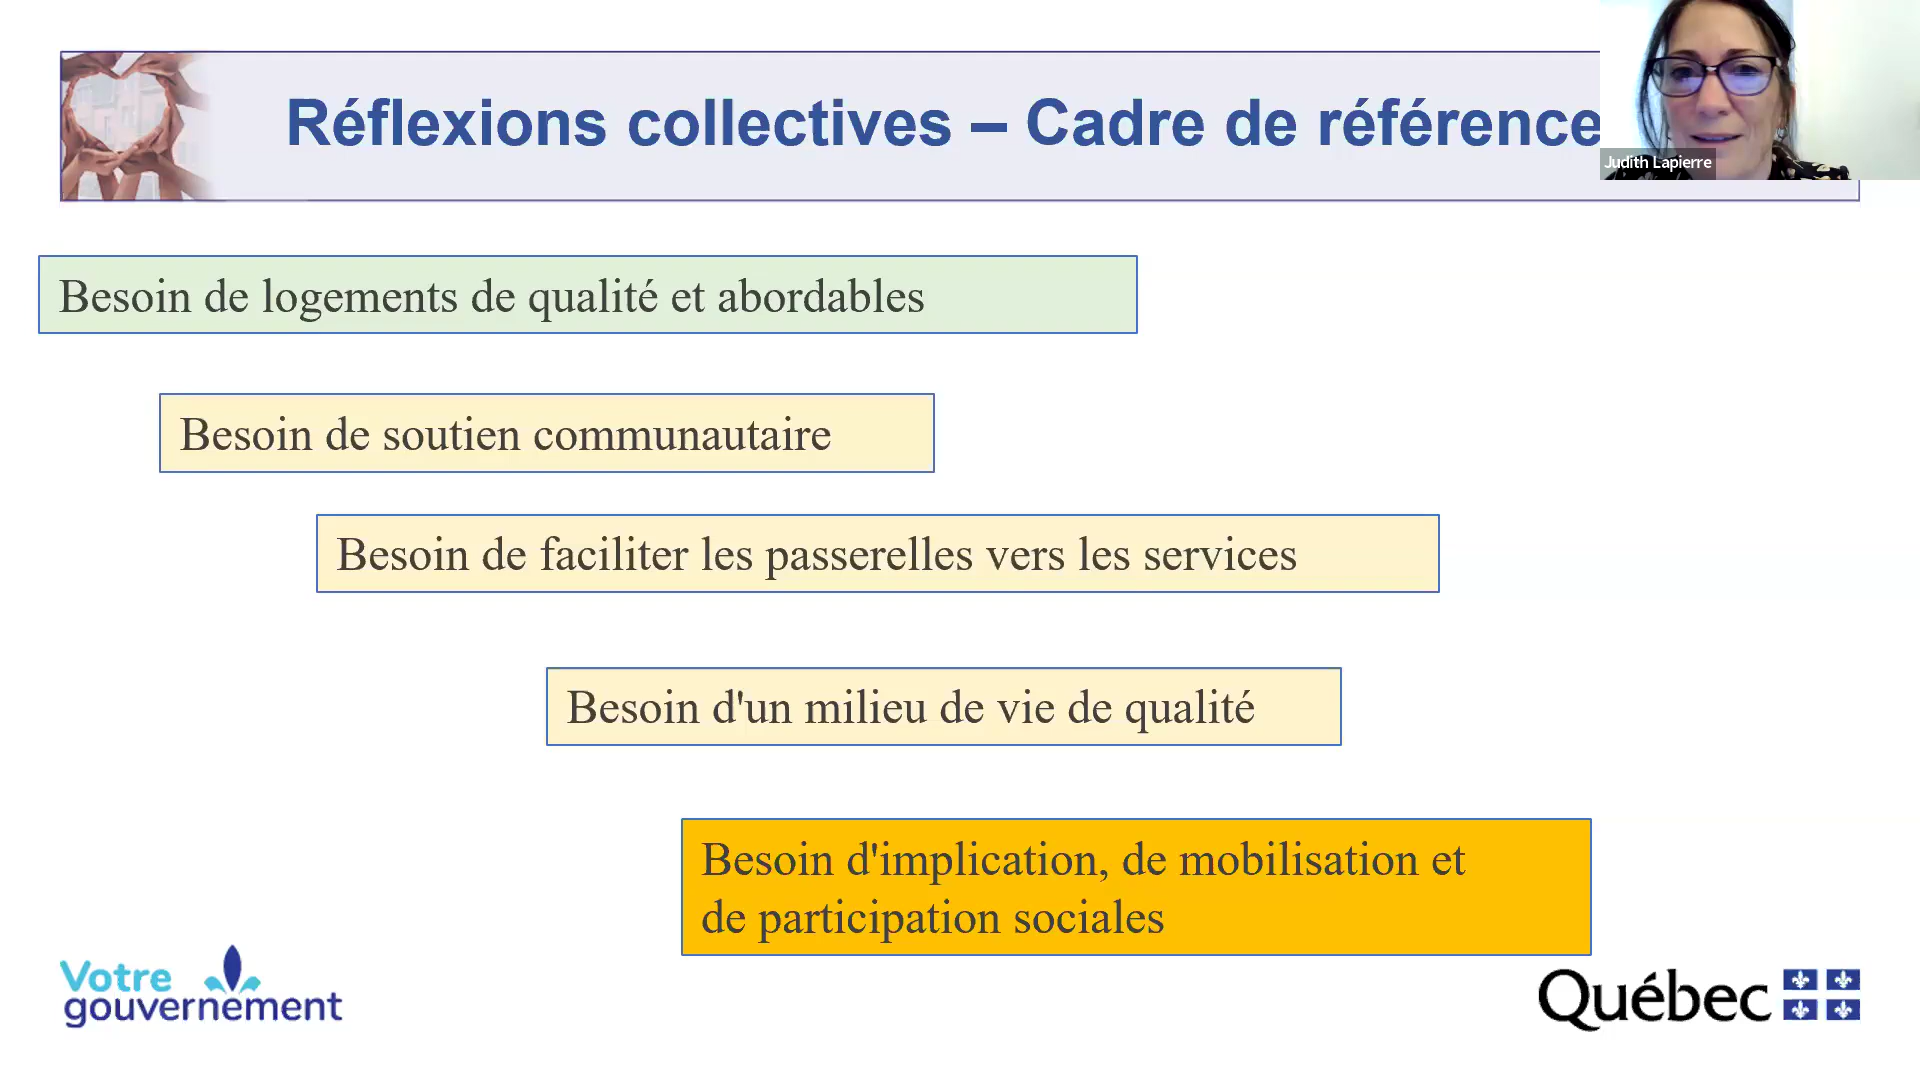 Réflexions collectives – Cadre de référence
Judith Lapierre
Besoin de logements de qualité et abordables
Besoin de soutien communautaire
Besoin de faciliter les passerelles vers les services
Besoin d'un milieu de vie de qualité
Besoin d'implication, de mobilisation et
de participation sociales
Votre
gouvernement
Québec